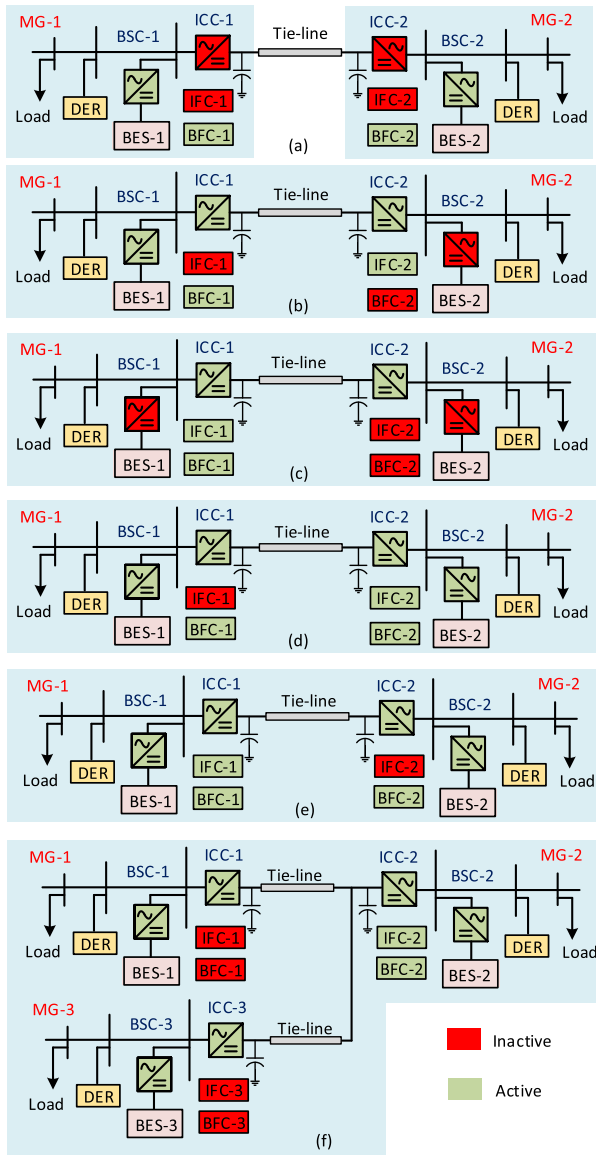 MG-1 BSC-1 ICC-1 Tie-line ICC-2 BSC-2 MG-2
Load DER BES-1 IFC-1 BFC-1 IFC-2 BFC-2 BES-2 DER Load
(a)
MG-1 BSC-1 ICC-1 Tie-line ICC-2 BSC-2 MG-2
Load DER BES-1 IFC-1 BFC-1 IFC-2 BFC-2 BES-2 DER Load
(b)
MG-1 BSC-1 ICC-1 Tie-line ICC-2 BSC-2 MG-2
Load DER BES-1 IFC-1 BFC-1 IFC-2 BFC-2 BES-2 DER Load
(c)
MG-1 BSC-1 ICC-1 Tie-line ICC-2 BSC-2 MG-2
Load DER BES-1 IFC-1 BFC-1 IFC-2 BFC-2 BES-2 DER Load
(d)
MG-1 BSC-1 ICC-1 Tie-line ICC-2 BSC-2 MG-2
Load DER BES-1 IFC-1 BFC-1 IFC-2 BFC-2 BES-2 DER Load
(e)
MG-1 BSC-1 ICC-1 Tie-line ICC-2 BSC-2 MG-2
Load DER BES-1 IFC-1 BFC-1 IFC-2 BFC-2 BES-2 DER Load
MG-3 BSC-3 ICC-3 Tie-line
Load DER BES-3 IFC-3 BFC-3
(f)
Inactive
Active